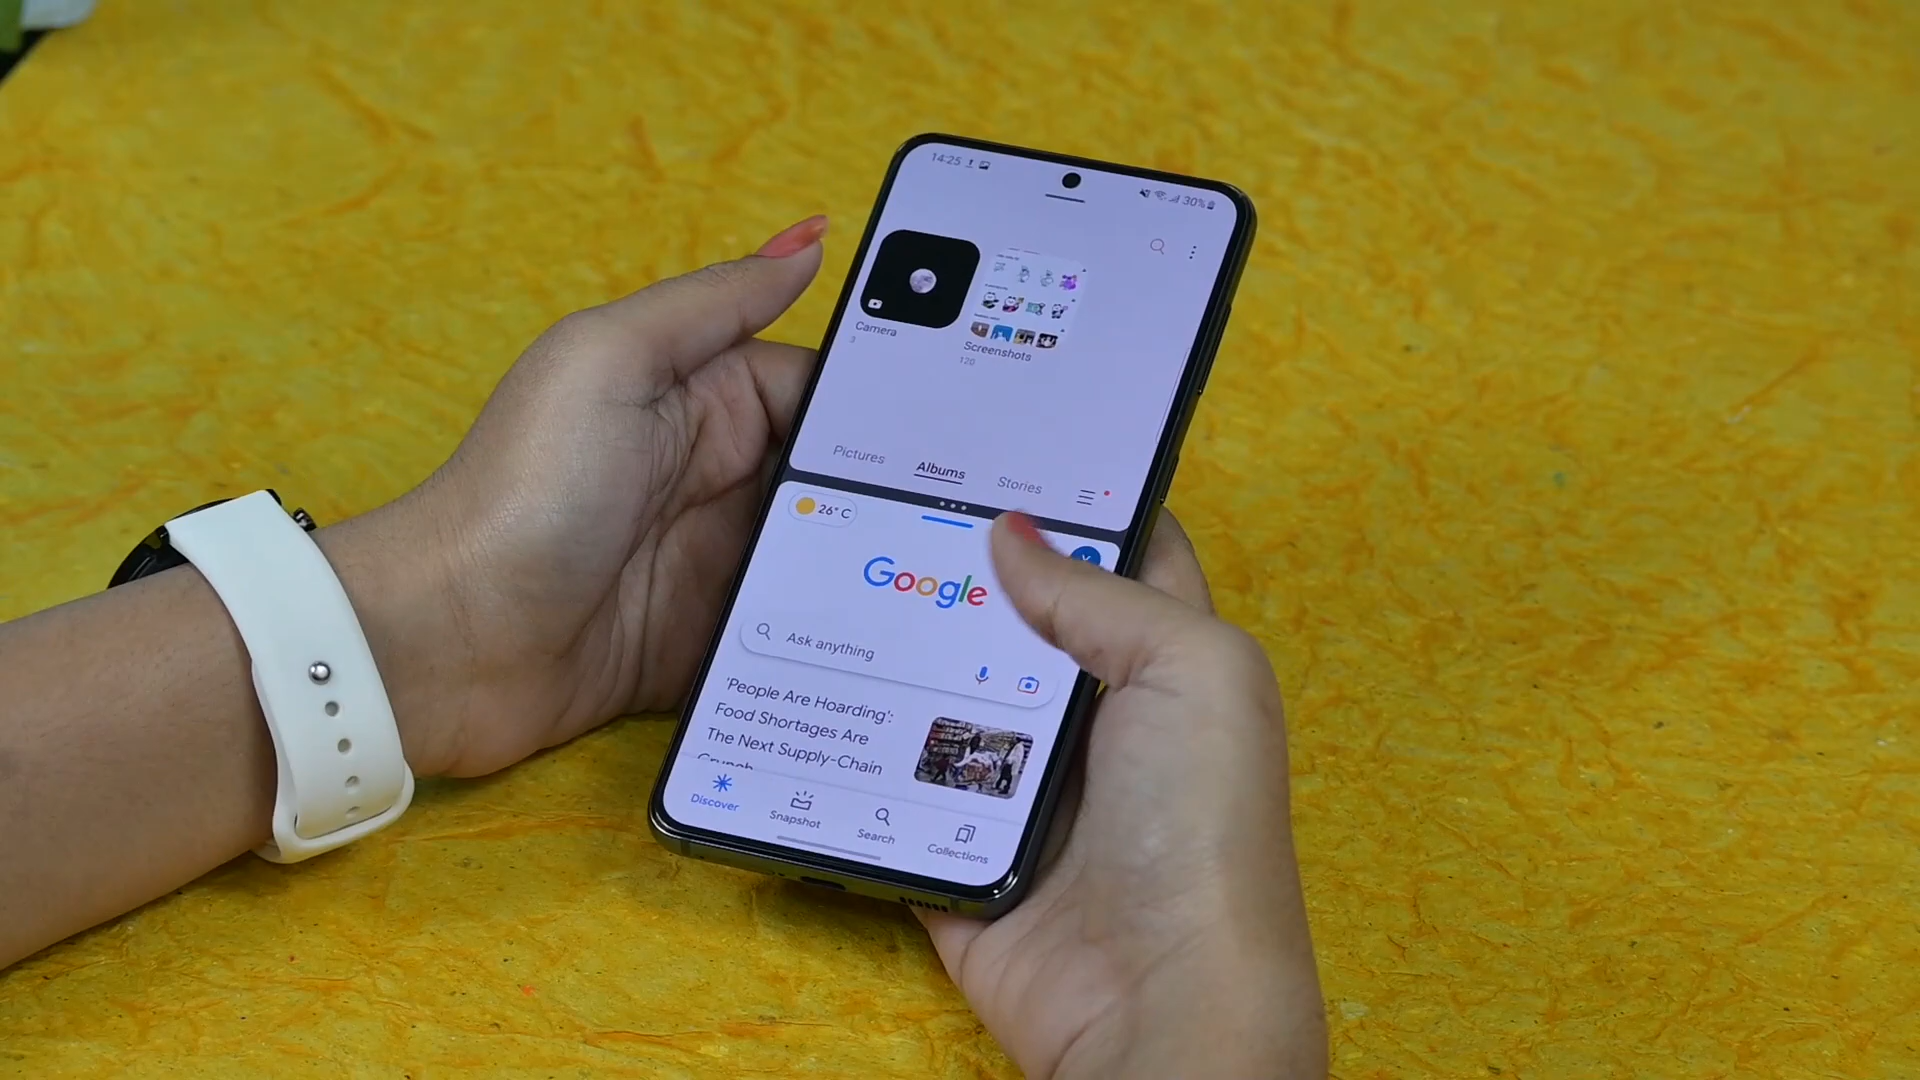 14:25
30%
Camera
3
Screenshots
120
Pictures Albums Stories
26° C
Google
Ask anything
'People Are Hoarding':
Food Shortages Are
The Next Supply-Chain
Discover Snapshot Search Collections